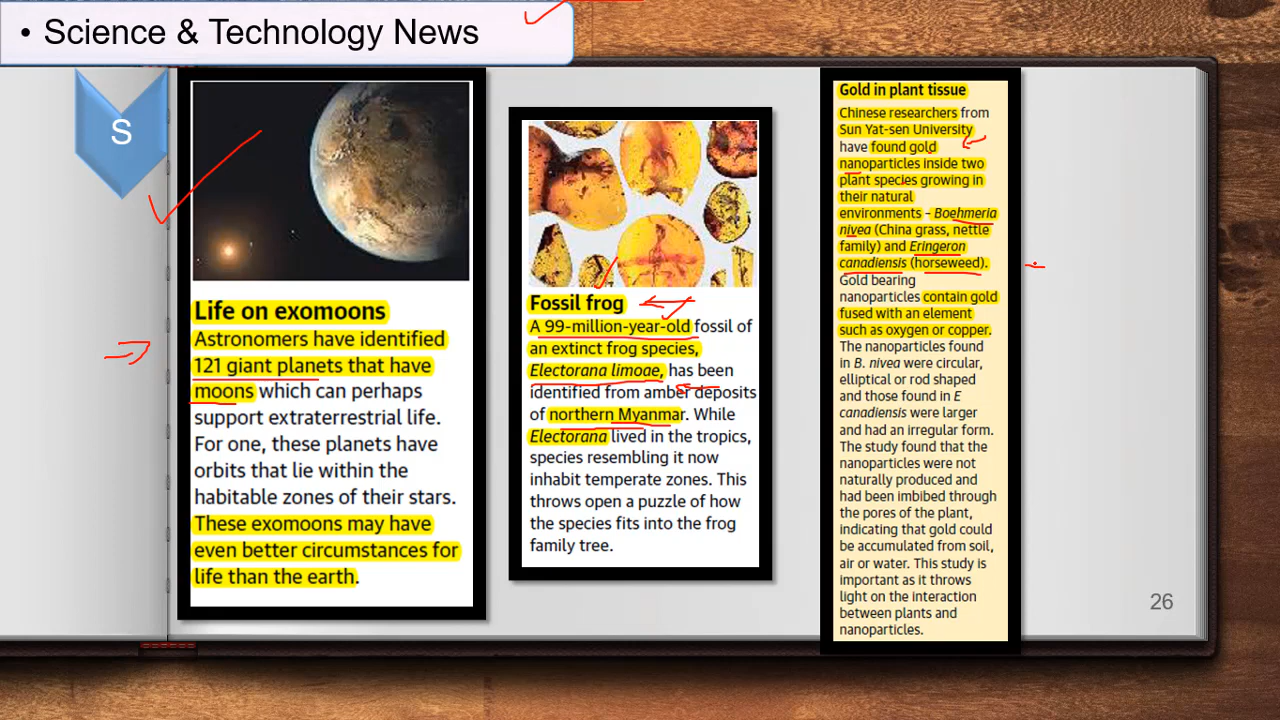 • Science & Technology News
S
Life on exomoons
Astronomers have identified
121 giant planets that have
moons which can perhaps
support extraterrestrial life.
For one, these planets have
orbits that lie within the
habitable zones of their stars.
These exomoons may have
even better circumstances for
life than the earth.
Fossil frog
A 99-million-year-old fossil of
an extinct frog species,
Electorana limoae, has been
identified from amber deposits
of northern Myanmar. While
Electorana lived in the tropics,
species resembling it now
inhabit temperate zones. This
throws open a puzzle of how
the species fits into the frog
family tree.
Gold in plant tissue
Chinese researchers from
Sun Yat-sen University
have found gold
nanoparticles inside two
plant species growing in
their natural
environments - Boehmeria
nivea (China grass, nettle
family) and Eringeron
canadiensis (horseweed).
Gold bearing
nanoparticles contain gold
fused with an element
such as oxygen or copper.
The nanoparticles found
in B. nivea were circular,
elliptical or rod shaped
and those found in E
canadiensis were larger
and had an irregular form.
The study found that the
nanoparticles were not
naturally produced and
had been imbibed through
the pores of the plant,
indicating that gold could
be accumulated from soil,
air or water. This study is
important as it throws
light on the interaction
between plants and
nanoparticles.
26